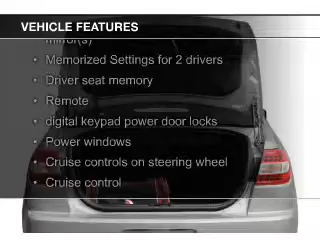 VEHICLE FEATURES
mirror(s)
• Memorized Settings for 2 drivers
• Driver seat memory
• Remote
• digital keypad power door locks
• Power windows
• Cruise controls on steering wheel
• Cruise control